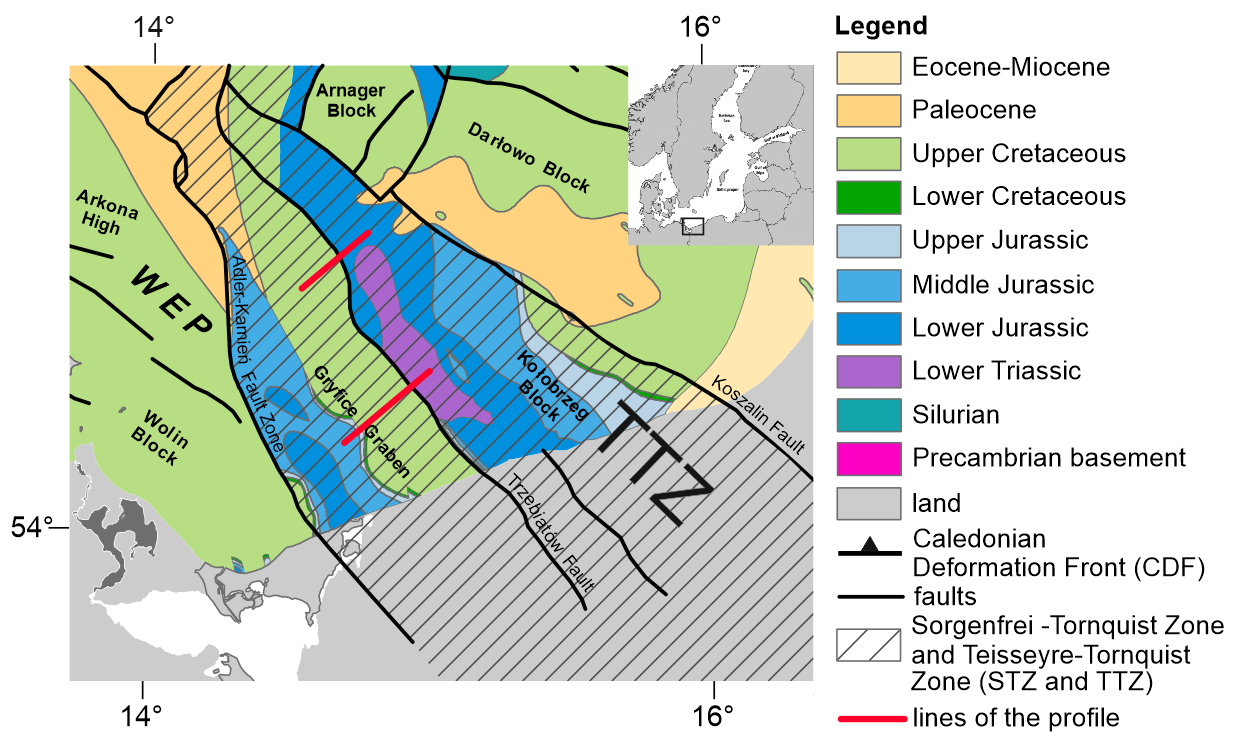 14°
16°
Arnager
Block
Darłowo Block
Arkona
High
WEP
Adler-Kamień Fault Zone
Gryfice
Graben
Kołobrzeg
Block
Wolin
Block
TTZ
Koszalin Fault
Trzebiatów Fault
54°
14°
16°
Legend
Eocene-Miocene
Paleocene
Upper Cretaceous
Lower Cretaceous
Upper Jurassic
Middle Jurassic
Lower Jurassic
Lower Triassic
Silurian
Precambrian basement
land
Caledonian
Deformation Front (CDF)
faults
Sorgenfrei -Tornquist Zone
and Teisseyre-Tornquist
Zone (STZ and TTZ)
lines of the profile